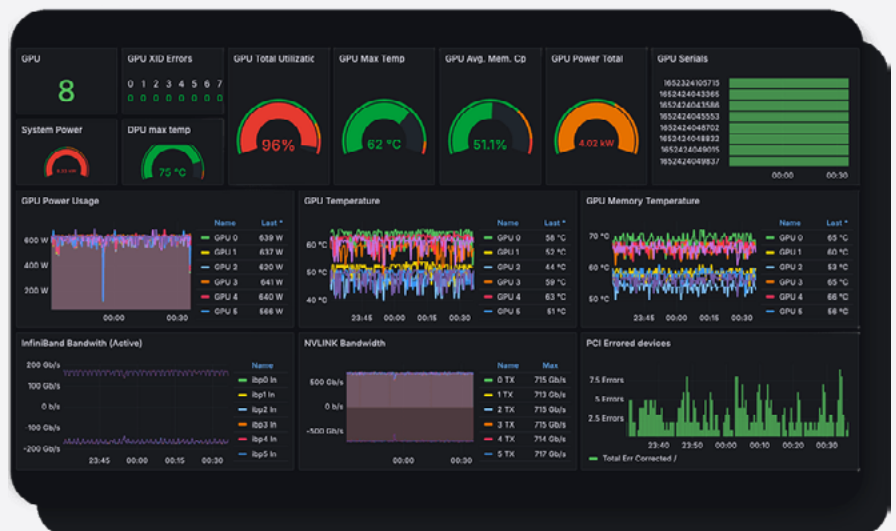 GPU
8
GPU XID Errors
0 1 2 3 4 5 6 7
0 0 0 0 0 0 0 0
GPU Total Utilizatic
96%
GPU Max Temp
62 °C
GPU Avg. Mem. Cp
51.1%
GPU Power Total
4.02 kW
GPU Serials
1652324105715
1652424043365
1652424043586
1652424045553
1652424048702
1652424048822
1652424049015
1652424049837
00:00 00:30
System Power
DPU max temp
75 °C
GPU Power Usage
600 W
400 W
200 W
00:00 00:30
Name Last *
GPU 0 639 W
GPU 1 637 W
GPU 2 620 W
GPU 3 641 W
GPU 4 640 W
GPU 5 566 W
GPU Temperature
60 °C
50 °C
40 °C
23:45 00:00 00:15 00:30
Name Last *
GPU 0 58 °C
GPU 1 52 °C
GPU 2 44 °C
GPU 3 59 °C
GPU 4 63 °C
GPU 5 51 °C
GPU Memory Temperature
70 °C
60 °C
50 °C
23:45 00:00 00:15 00:30
Name Last *
GPU 0 65 °C
GPU 1 60 °C
GPU 2 53 °C
GPU 3 65 °C
GPU 4 66 °C
GPU 5 56 °C
InfiniBand Bandwith (Active)
200 Gb/s
100 Gb/s
0 b/s
-100 Gb/s
-200 Gb/s
23:45 00:00 00:15 00:30
Name
ibp0 In
ibp1 In
ibp2 In
ibp3 In
ibp4 In
ibp5 In
NVLINK Bandwidth
500 Gb/s
0 b/s
-500 Gb/s
00:00 00:30
Name Max
0 TX 715 Gb/s
1 TX 713 Gb/s
2 TX 715 Gb/s
3 TX 715 Gb/s
4 TX 714 Gb/s
5 TX 717 Gb/s
PCI Errored devices
7.5 Errors
5 Errors
2.5 Errors
23:40 23:50 00:00 00:10 00:20 00:30
Total Err Corrected /